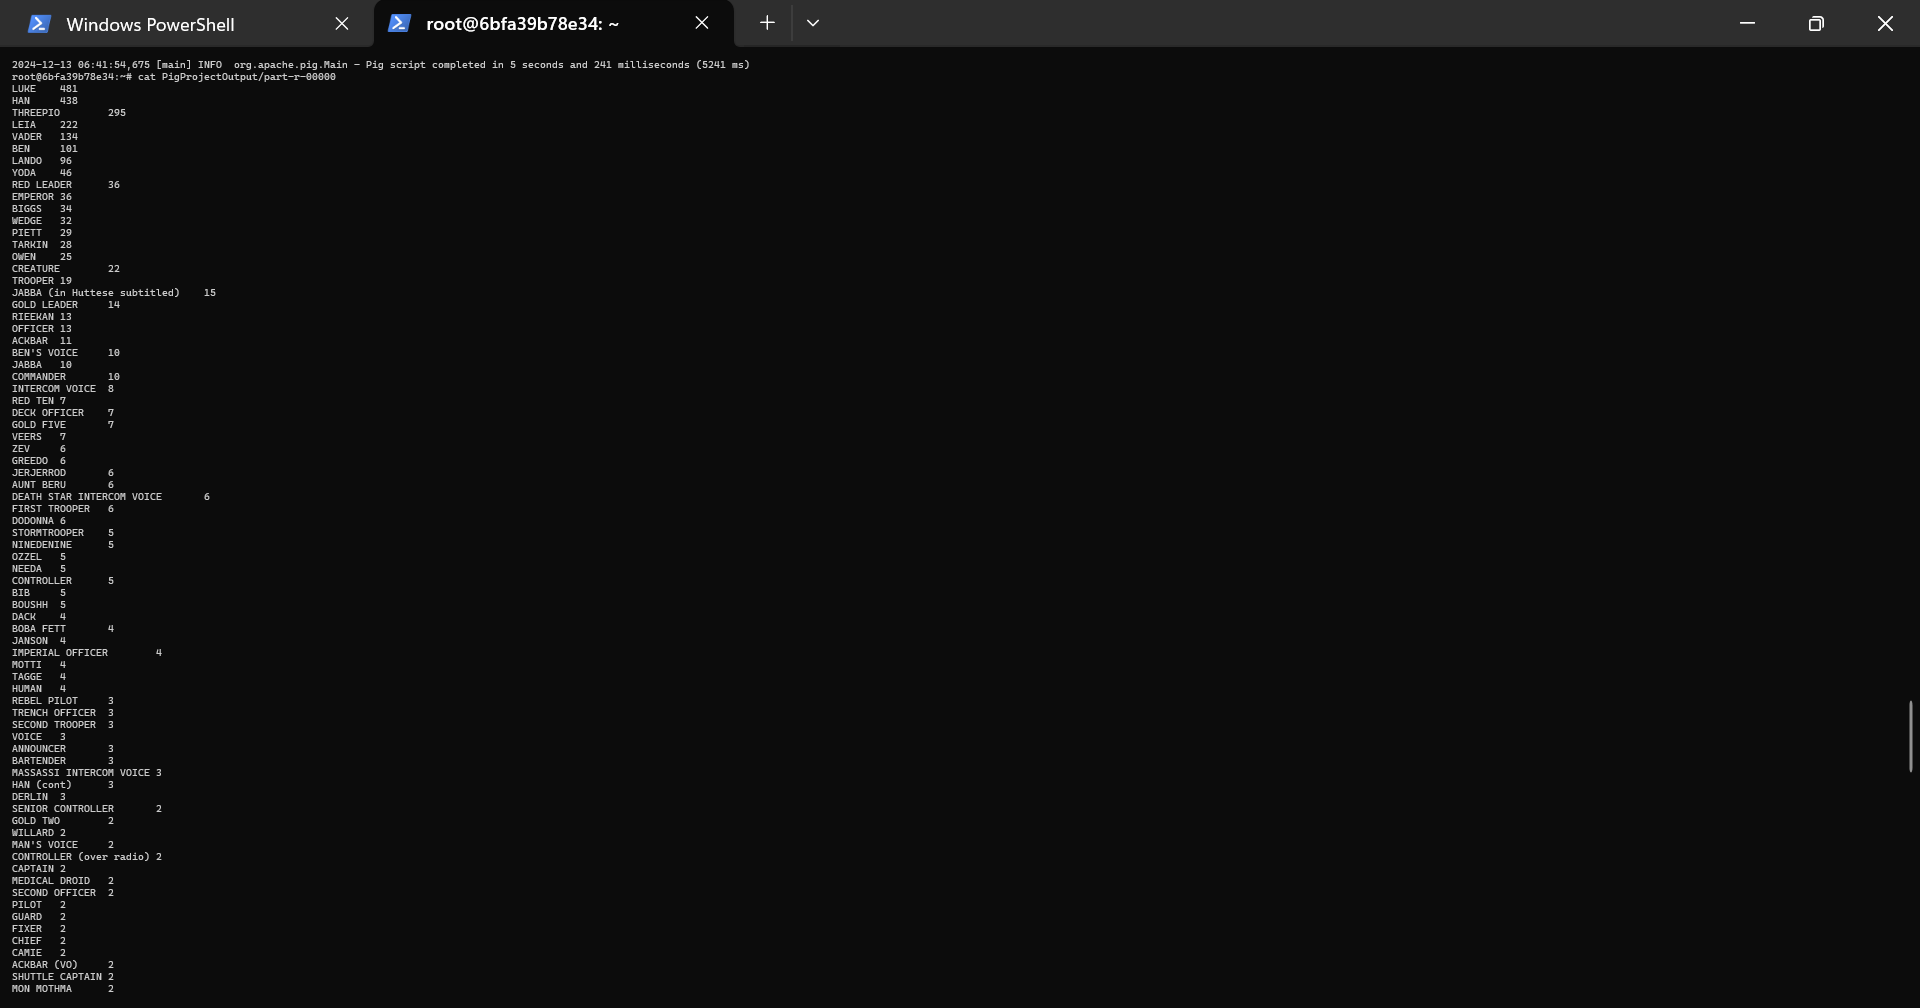 Windows PowerShell
root@6bfa39b78e34: ~
2024-12-13 06:41:54,675 [main] INFO  org.apache.pig.Main - Pig script completed in 5 seconds and 241 milliseconds (5241 ms)
root@6bfa39b78e34:~# cat PigProjectOutput/part-r-00000
LUKE    481
HAN     438
THREEPIO        295
LEIA    222
VADER   134
BEN     101
LANDO   96
YODA    46
RED LEADER      36
EMPEROR 36
BIGGS   34
WEDGE   32
PIETT   29
TARKIN  28
OWEN    25
CREATURE        22
TROOPER 19
JABBA (in Huttese subtitled)    15
GOLD LEADER     14
RIEEKAN 13
OFFICER 13
ACKBAR  11
BEN'S VOICE     10
JABBA   10
COMMANDER       10
INTERCOM VOICE  8
RED TEN 7
DECK OFFICER    7
GOLD FIVE       7
VEERS   7
ZEV     6
GREEDO  6
JERJERROD       6
AUNT BERU       6
DEATH STAR INTERCOM VOICE       6
FIRST TROOPER   6
DODONNA 6
STORMTROOPER    5
NINEDENINE      5
OZZEL   5
NEEDA   5
CONTROLLER      5
BIB     5
BOUSHH  5
DACK    4
BOBA FETT       4
JANSON  4
IMPERIAL OFFICER        4
MOTTI   4
TAGGE   4
HUMAN   4
REBEL PILOT     3
TRENCH OFFICER  3
SECOND TROOPER  3
VOICE   3
ANNOUNCER       3
BARTENDER       3
MASSASSI INTERCOM VOICE 3
HAN (cont)      3
DERLIN  3
SENIOR CONTROLLER       2
GOLD TWO        2
WILLARD 2
MAN'S VOICE     2
CONTROLLER (over radio) 2
CAPTAIN 2
MEDICAL DROID   2
SECOND OFFICER  2
PILOT   2
GUARD   2
FIXER   2
CHIEF   2
CAMIE   2
ACKBAR (VO)     2
SHUTTLE CAPTAIN 2
MON MOTHMA      2